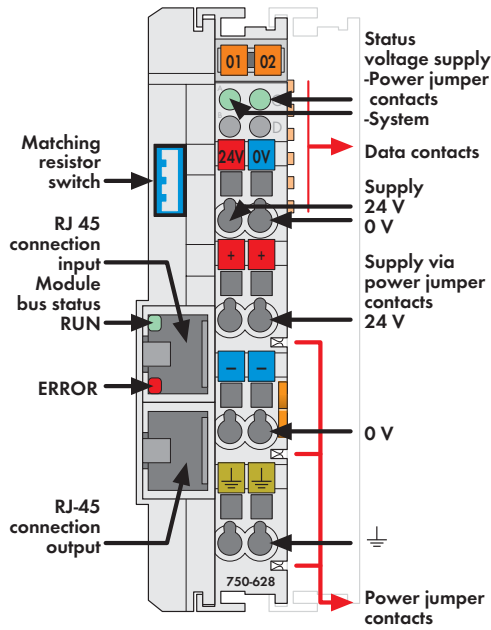 01 02
A
B
D
24V 0V
+ +
– –
750-628
Matching
resistor
switch
RJ 45
connection
input
Module
bus status
RUN
ERROR
RJ-45
connection
output
Status
voltage supply
-Power jumper
contacts
-System
Data contacts
Supply
24 V
0 V
Supply via
power jumper
contacts
24 V
0 V
Power jumper
contacts